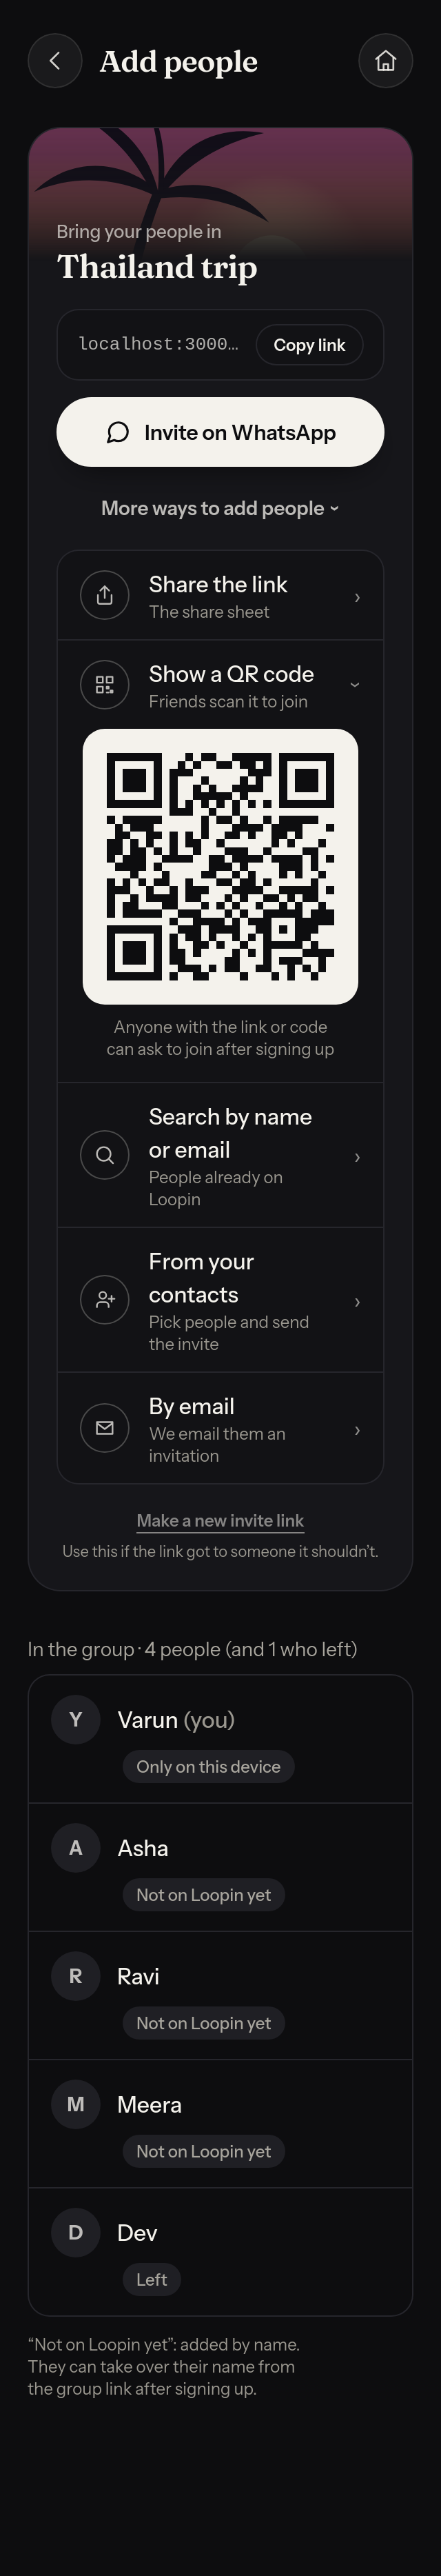 Add people
Bring your people in
Thailand trip
localhost:3000…
Copy link
Invite on WhatsApp
More ways to add people
Share the link
The share sheet
Show a QR code
Friends scan it to join
Anyone with the link or code
can ask to join after signing up
Search by name
or email
People already on
Loopin
From your
contacts
Pick people and send
the invite
By email
We email them an
invitation
Make a new invite link
Use this if the link got to someone it shouldn’t.
In the group · 4 people (and 1 who left)
Y
Varun (you)
Only on this device
A
Asha
Not on Loopin yet
R
Ravi
Not on Loopin yet
M
Meera
Not on Loopin yet
D
Dev
Left
“Not on Loopin yet”: added by name.
They can take over their name from
the group link after signing up.